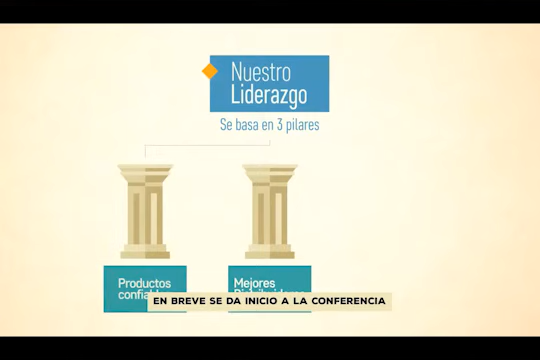 Nuestro
Liderazgo
Se basa en 3 pilares
Productos
Mejores
EN BREVE SE DA INICIO A LA CONFERENCIA